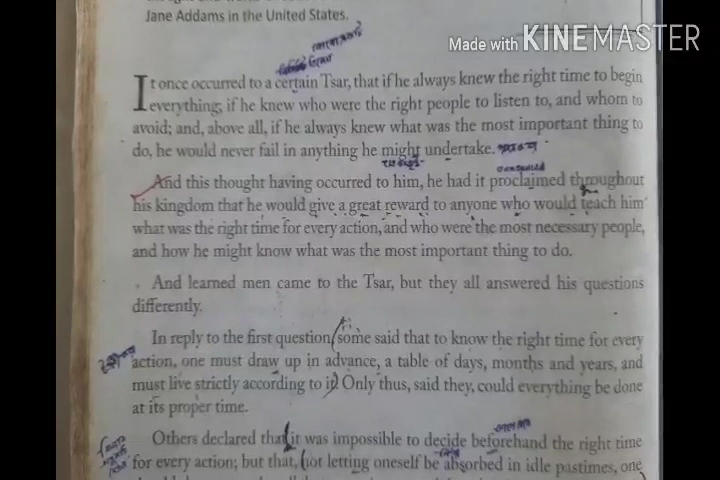 Jane Addams in the United States.
Made with KINEMASTER
It once occurred to a certain Tsar, that if he always knew the right time to begin
everything; if he knew who were the right people to listen to, and whom to
avoid; and, above all, if he always knew what was the most important thing to
do, he would never fail in anything he might undertake.
announced
And this thought having occurred to him, he had it proclaimed throughout
his kingdom that he would give a great reward to anyone who would teach him
what was the right time for every action, and who were the most necessary people,
and how he might know what was the most important thing to do.
And learned men came to the Tsar, but they all answered his questions
differently.
In reply to the first question, some said that to know the right time for every
action, one must draw up in advance, a table of days, months and years, and
must live strictly according to it. Only thus, said they, could everything be done
at its proper time.
Others declared that it was impossible to decide beforehand the right time
for every action; but that, not letting oneself be absorbed in idle pastimes, one